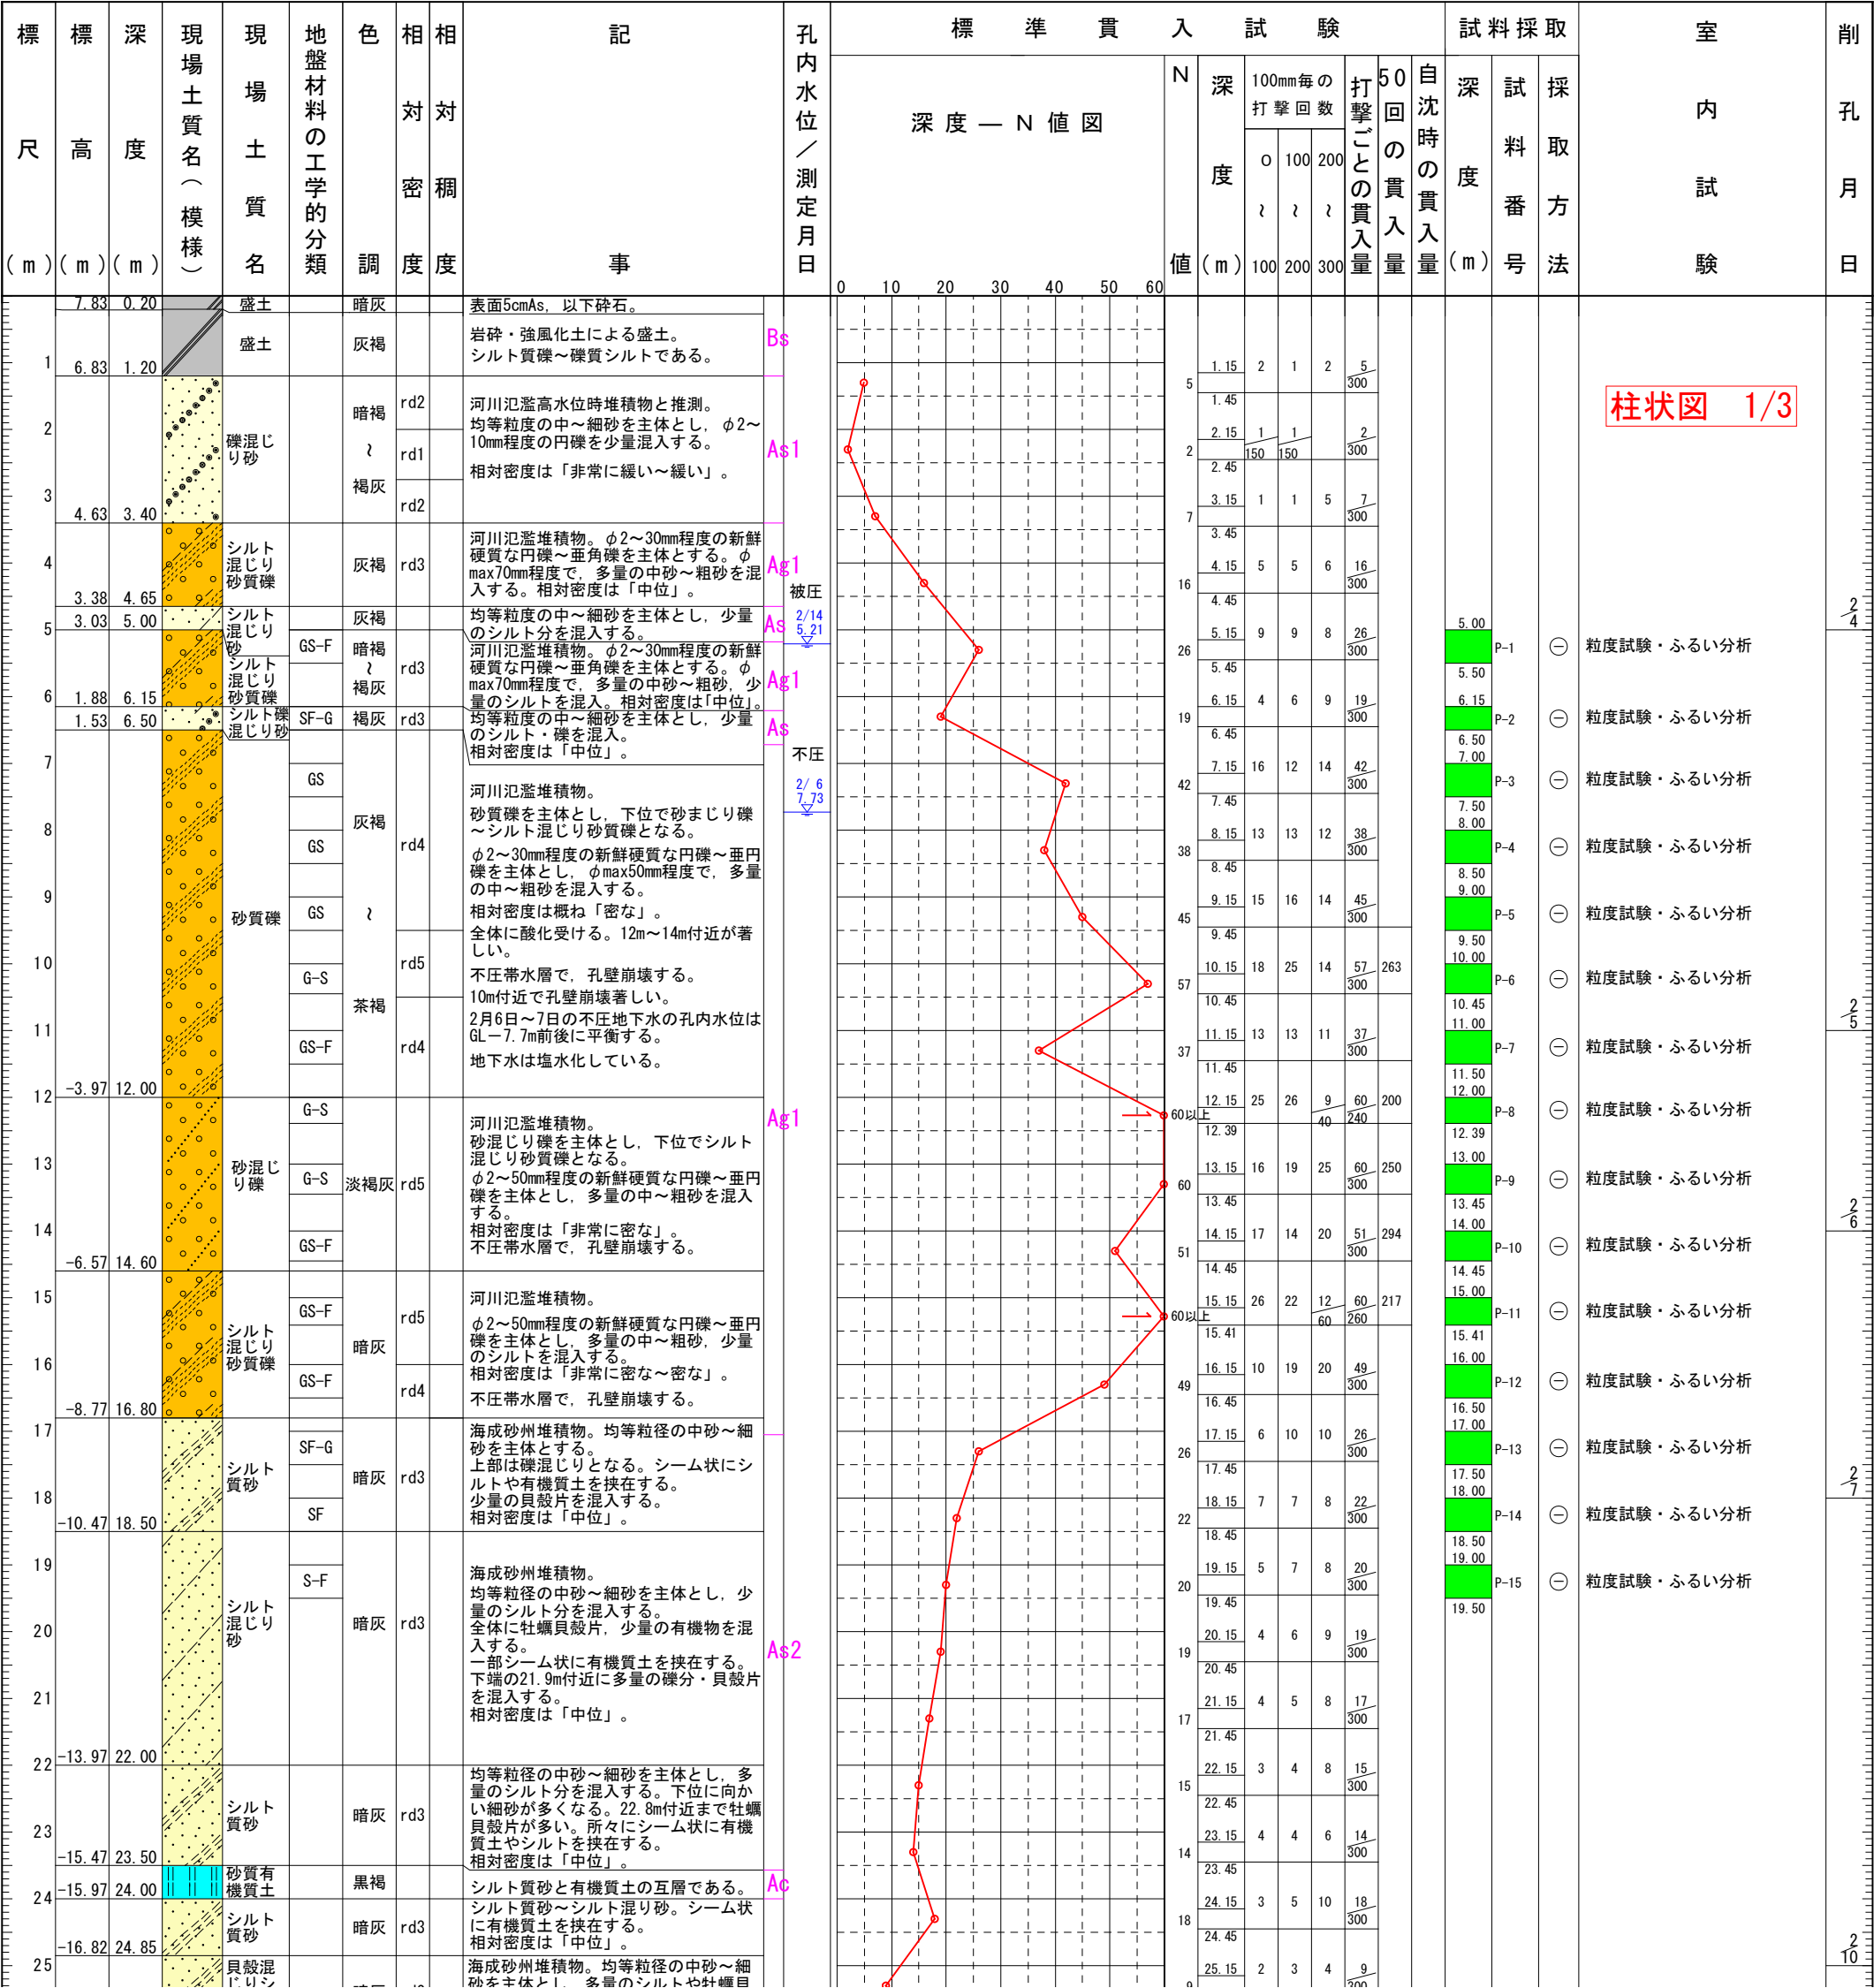 標尺(m)
標高(m)
深度(m)
現場土質名(模様)
現場土質名
地盤材料の工学的分類
色調
相対密度
相対稠度
記事
孔内水位/測定月日
標準貫入試験
深度―N値図
0 10 20 30 40 50 60
N値
深度(m)
100mm毎の打撃回数
0~100 100~200 200~300
打撃ごとの貫入量
50回の貫入量
自沈時の貫入量
試料採取
深度(m)
試料番号
採取方法
室内試験
削孔月日
柱状図 1/3
7.83 0.20 盛土 暗灰
表面5cmAs, 以下砕石。
1
6.83 1.20 盛土 灰褐
岩砕・強風化土による盛土。
シルト質礫~礫質シルトである。
Bs
2
3
4.63 3.40 礫混じり砂 暗褐~褐灰 rd2 rd1 rd2
河川氾濫高水位時堆積物と推測。
均等粒度の中~細砂を主体とし, φ2~
10mm程度の円礫を少量混入する。
相対密度は「非常に緩い~緩い」。
As1
4
3.38 4.65 シルト混じり砂質礫 灰褐 rd3
河川氾濫堆積物。φ2~30mm程度の新鮮
硬質な円礫~亜角礫を主体とする。φ
max70mm程度で, 多量の中砂~粗砂を混
入する。相対密度は「中位」。
Ag1
被圧
2/14
5.21
5
3.03 5.00 シルト混じり砂 灰褐
均等粒度の中~細砂を主体とし, 少量
のシルト分を混入する。
As
6
1.88 6.15 シルト混じり砂質礫 GS-F 暗褐~褐灰 rd3
河川氾濫堆積物。φ2~30mm程度の新鮮
硬質な円礫~亜角礫を主体とする。φ
max70mm程度で, 多量の中砂~粗砂, 少
量のシルトを混入。相対密度は「中位」。
Ag1
1.53 6.50 シルト礫混じり砂 SF-G 褐灰 rd3
均等粒度の中~細砂を主体とし, 少量
のシルト・礫を混入。
相対密度は「中位」。
As
不圧
2/ 6
7.73
7
8
9
10
11
12
-3.97 12.00 砂質礫 GS GS GS G-S GS-F 灰褐~茶褐 rd4 rd5 rd4
河川氾濫堆積物。
砂質礫を主体とし, 下位で砂まじり礫
~シルト混じり砂質礫となる。
φ2~30mm程度の新鮮硬質な円礫~亜円
礫を主体とし, φmax50mm程度で, 多量
の中~粗砂を混入する。
相対密度は概ね「密な」。
全体に酸化受ける。12m~14m付近が著
しい。
不圧帯水層で, 孔壁崩壊する。
10m付近で孔壁崩壊著しい。
2月6日~7日の不圧地下水の孔内水位は
GL-7.7m前後に平衡する。
地下水は塩水化している。
Ag1
13
14
-6.57 14.60 砂混じり礫 G-S G-S GS-F 淡褐灰 rd5
河川氾濫堆積物。
砂混じり礫を主体とし, 下位でシルト
混じり砂質礫となる。
φ2~50mm程度の新鮮硬質な円礫~亜円
礫を主体とし, 多量の中~粗砂を混入
する。
相対密度は「非常に密な」。
不圧帯水層で, 孔壁崩壊する。
15
16
-8.77 16.80 シルト混じり砂質礫 GS-F GS-F 暗灰 rd5 rd4
河川氾濫堆積物。
φ2~50mm程度の新鮮硬質な円礫~亜円
礫を主体とし, 多量の中~粗砂, 少量
のシルトを混入する。
相対密度は「非常に密な~密な」。
不圧帯水層で, 孔壁崩壊する。
17
18
-10.47 18.50 シルト質砂 SF-G SF 暗灰 rd3
海成砂州堆積物。均等粒径の中砂~細
砂を主体とする。
上部は礫混じりとなる。シーム状にシ
ルトや有機質土を挟在する。
少量の貝殻片を混入する。
相対密度は「中位」。
19
20
21
22
-13.97 22.00 シルト混じり砂 S-F 暗灰 rd3
海成砂州堆積物。
均等粒径の中砂~細砂を主体とし, 少
量のシルト分を混入する。
全体に牡蠣貝殻片, 少量の有機物を混
入する。
一部シーム状に有機質土を挟在する。
下端の21.9m付近に多量の礫分・貝殻片
を混入する。
相対密度は「中位」。
As2
23
-15.47 23.50 シルト質砂 暗灰 rd3
均等粒径の中砂~細砂を主体とし, 多
量のシルト分を混入する。下位に向か
い細砂が多くなる。22.8m付近まで牡蠣
貝殻片が多い。所々にシーム状に有機
質土やシルトを挟在する。
相対密度は「中位」。
24
-15.97 24.00 砂質有機質土 黒褐
シルト質砂と有機質土の互層である。
Ac
-16.82 24.85 シルト質砂 暗灰 rd3
シルト質砂~シルト混り砂。シーム状
に有機質土を挟在する。
相対密度は「中位」。
25
貝殻混
海成砂州堆積物。均等粒径の中砂~細
砂を主体とし, 多量のシルトや牡蠣貝
5 1.15 2 1 2 5/300 1.45
2 2.15 1/150 1/150 2/300 2.45
7 3.15 1 1 5 7/300 3.45
16 4.15 5 5 6 16/300 4.45
26 5.15 9 9 8 26/300 5.45
19 6.15 4 6 9 19/300 6.45
42 7.15 16 12 14 42/300 7.45
38 8.15 13 13 12 38/300 8.45
45 9.15 15 16 14 45/300 9.45
57 10.15 18 25 14 57/300 263 10.45
37 11.15 13 13 11 37/300 11.45
60以上 12.15 25 26 9/40 60/240 200 12.39
60 13.15 16 19 25 60/300 250 13.45
51 14.15 17 14 20 51/300 294 14.45
60以上 15.15 26 22 12/60 60/260 217 15.41
49 16.15 10 19 20 49/300 16.45
26 17.15 6 10 10 26/300 17.45
22 18.15 7 7 8 22/300 18.45
20 19.15 5 7 8 20/300 19.45
19 20.15 4 6 9 19/300 20.45
17 21.15 4 5 8 17/300 21.45
15 22.15 3 4 8 15/300 22.45
14 23.15 4 4 6 14/300 23.45
18 24.15 3 5 10 18/300 24.45
9 25.15 2 3 4 9/300
5.00 5.50 P-1 粒度試験・ふるい分析
6.15 6.50 P-2 粒度試験・ふるい分析
7.00 7.50 P-3 粒度試験・ふるい分析
8.00 8.50 P-4 粒度試験・ふるい分析
9.00 9.50 P-5 粒度試験・ふるい分析
10.00 10.45 P-6 粒度試験・ふるい分析
11.00 11.50 P-7 粒度試験・ふるい分析
12.00 12.39 P-8 粒度試験・ふるい分析
13.00 13.45 P-9 粒度試験・ふるい分析
14.00 14.45 P-10 粒度試験・ふるい分析
15.00 15.41 P-11 粒度試験・ふるい分析
16.00 16.50 P-12 粒度試験・ふるい分析
17.00 17.50 P-13 粒度試験・ふるい分析
18.00 18.50 P-14 粒度試験・ふるい分析
19.00 19.50 P-15 粒度試験・ふるい分析
2/4
2/5
2/6
2/7
2/10